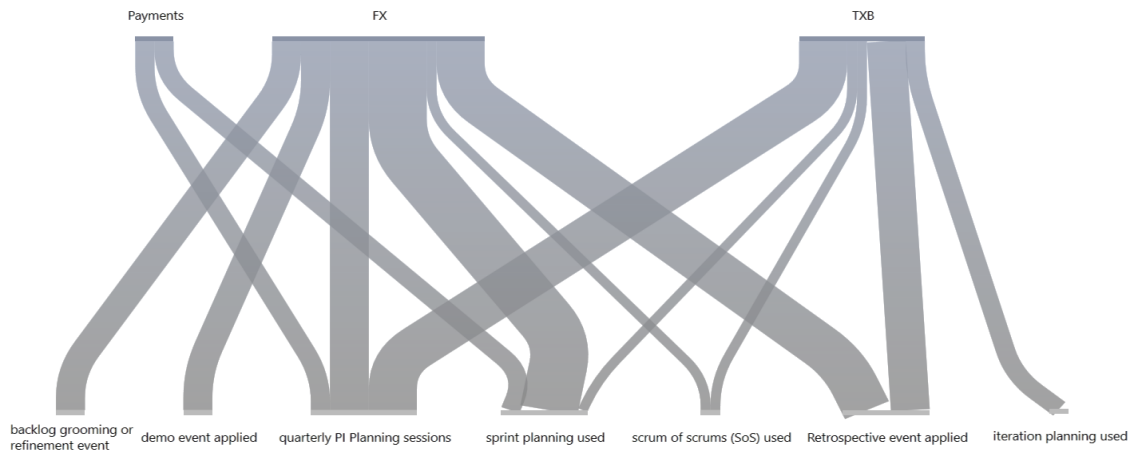 Payments
FX
TXB
backlog grooming or
refinement event
demo event applied
quarterly PI Planning sessions
sprint planning used
scrum of scrums (SoS) used
Retrospective event applied
iteration planning used